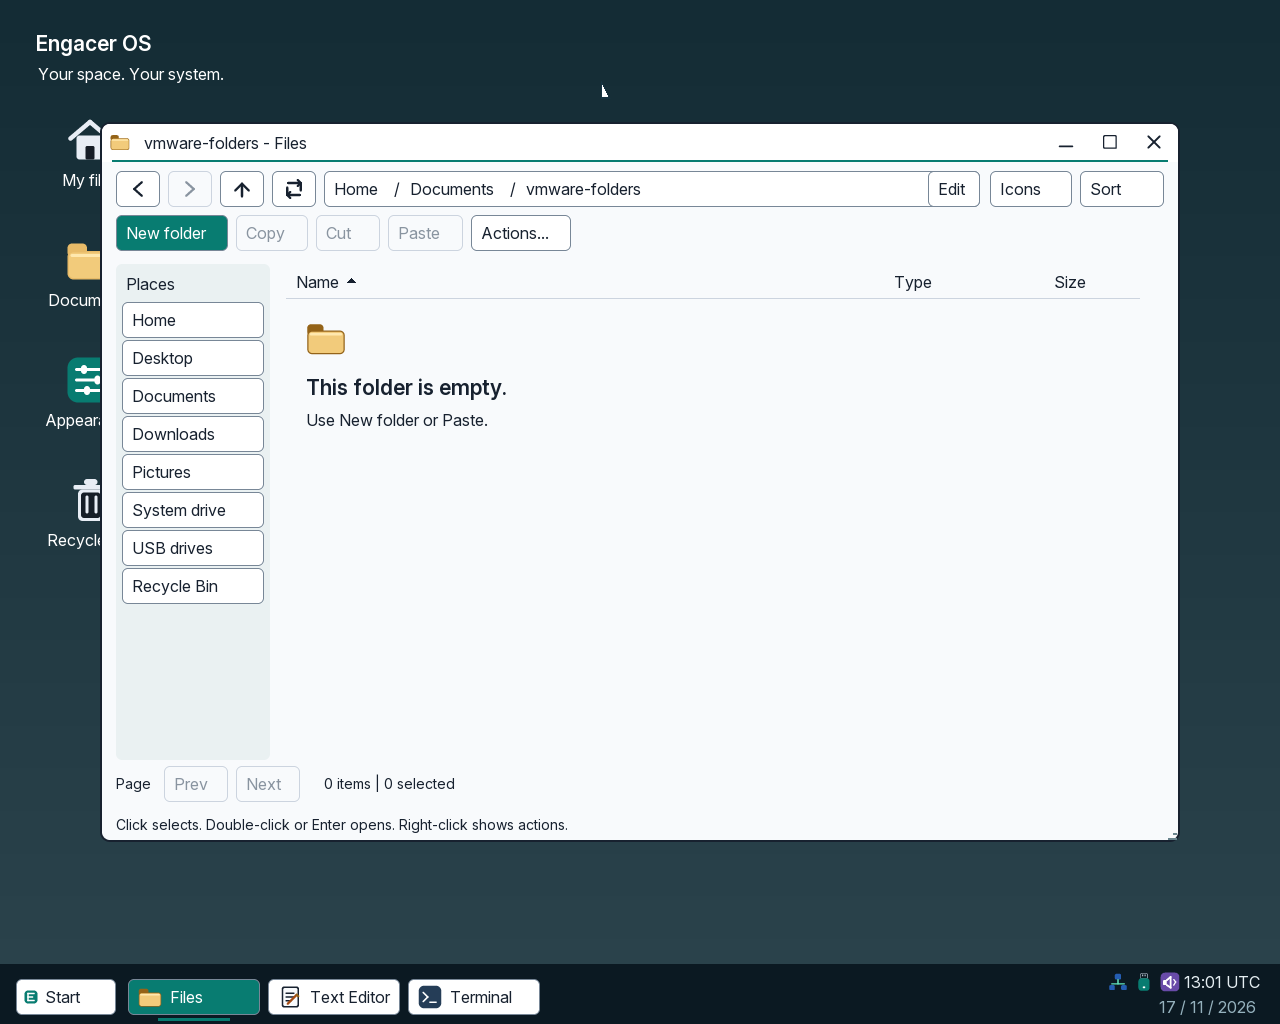 Engacer OS
Your space. Your system.
My fil
Docum
Appeara
Recycle
vmware-folders - Files
Home / Documents / vmware-folders
Edit
Icons
Sort
New folder
Copy
Cut
Paste
Actions...
Places
Home
Desktop
Documents
Downloads
Pictures
System drive
USB drives
Recycle Bin
Name
Type
Size
This folder is empty.
Use New folder or Paste.
Page
Prev
Next
0 items | 0 selected
Click selects. Double-click or Enter opens. Right-click shows actions.
E Start
Files
Text Editor
Terminal
13:01 UTC
17 / 11 / 2026